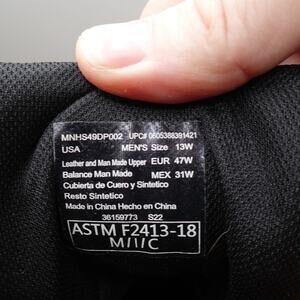 MNHS49DP002 UPC# 0605388391421
USA MEN'S Size 13W
Leather and Man Made Upper EUR 47W
Balance Man Made MEX 31W
Cubierta de Cuero y Sintetico
Resto Sintetico
Made in China Hecho en China
36159773 S22
ASTM F2413-18
M/I/C